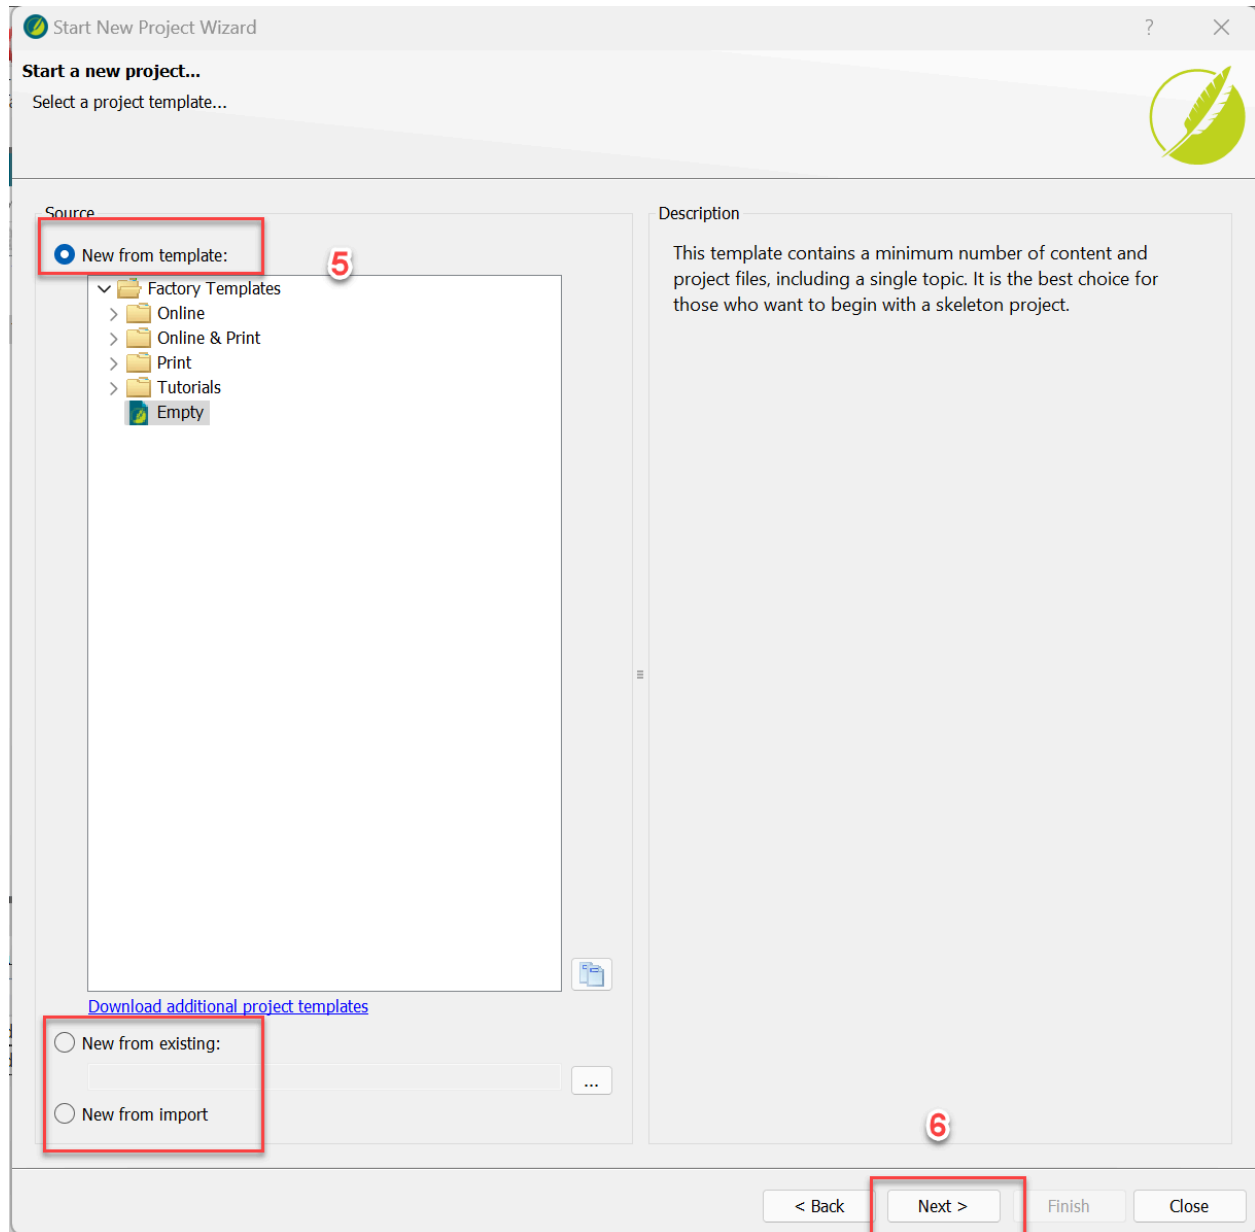 Start New Project Wizard
?
Start a new project...
Select a project template...
Source
New from template:
5
Factory Templates
Online
Online & Print
Print
Tutorials
Empty
Download additional project templates
New from existing:
...
New from import
Description
This template contains a minimum number of content and
project files, including a single topic. It is the best choice for
those who want to begin with a skeleton project.
6
< Back
Next >
Finish
Close